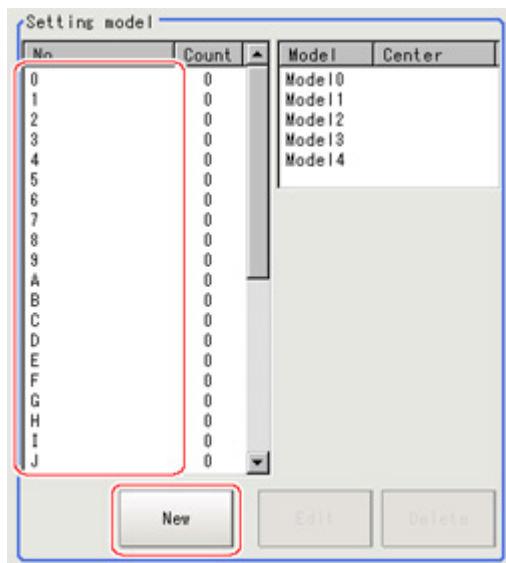 Setting model
No. Count Model Center
0 0 Model0
1 0 Model1
2 0 Model2
3 0 Model3
4 0 Model4
5 0
6 0
7 0
8 0
9 0
A 0
B 0
C 0
D 0
E 0
F 0
G 0
H 0
I 0
J 0
New Edit Delete